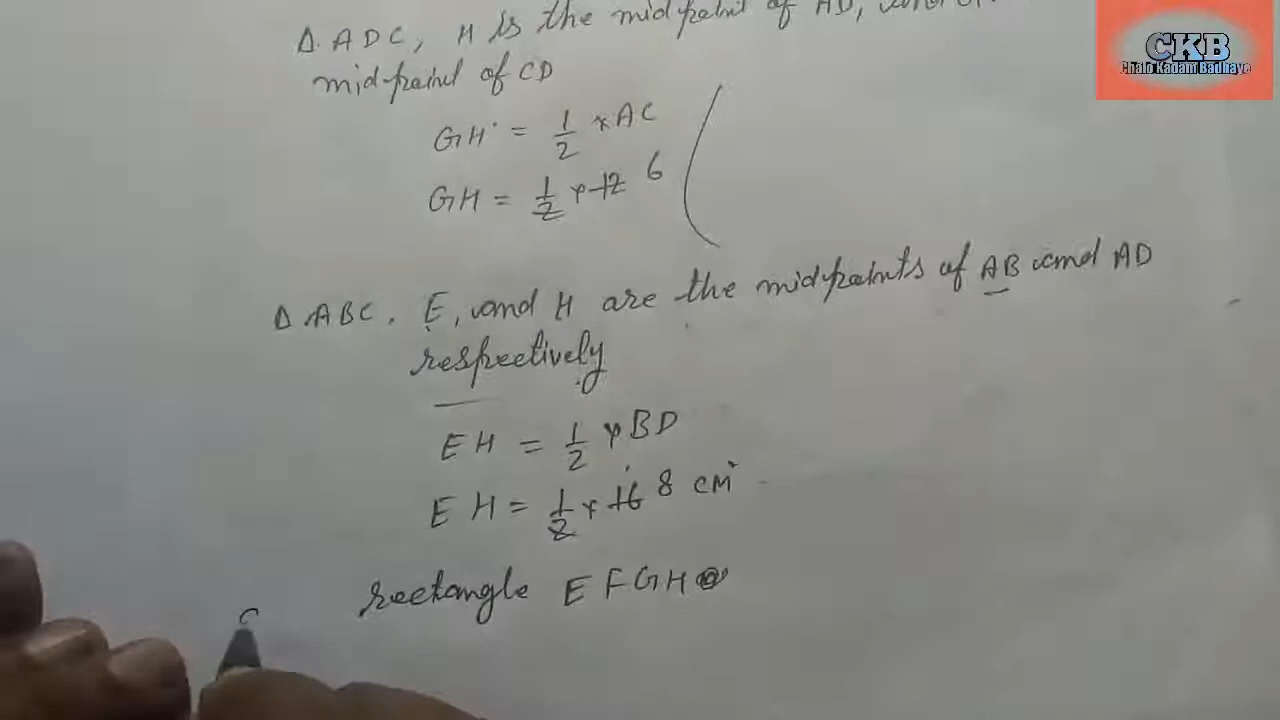 Δ ADC, H is the midpoint of AD,
midpoint of CD
GH = 1/2 × AC
GH = 1/2 × 12 6
Δ ABC, E, and H are the midpoints of AB and AD
respectively
EH = 1/2 × BD
EH = 1/2 × 16 8 cm
rectangle EFGH
CKB
Chalo Kadam Badhaye